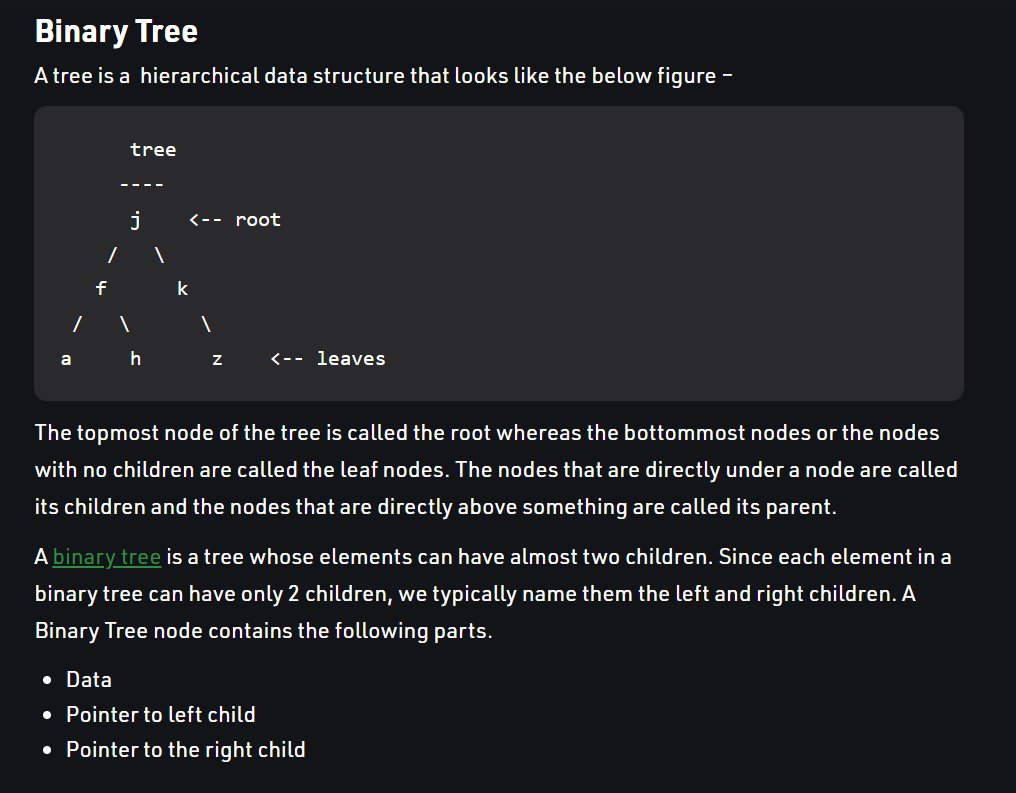 Binary Tree
A tree is a  hierarchical data structure that looks like the below figure –
      tree
      ----
       j    <-- root
     /   \
    f      k
  /   \      \
 a     h      z    <-- leaves
The topmost node of the tree is called the root whereas the bottommost nodes or the nodes
with no children are called the leaf nodes. The nodes that are directly under a node are called
its children and the nodes that are directly above something are called its parent.
A binary tree is a tree whose elements can have almost two children. Since each element in a
binary tree can have only 2 children, we typically name them the left and right children. A
Binary Tree node contains the following parts.
• Data
• Pointer to left child
• Pointer to the right child